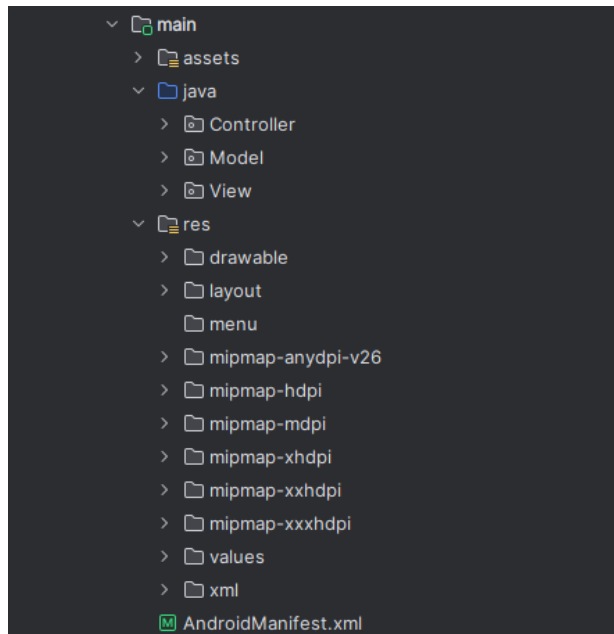 main
assets
java
Controller
Model
View
res
drawable
layout
menu
mipmap-anydpi-v26
mipmap-hdpi
mipmap-mdpi
mipmap-xhdpi
mipmap-xxhdpi
mipmap-xxxhdpi
values
xml
M AndroidManifest.xml